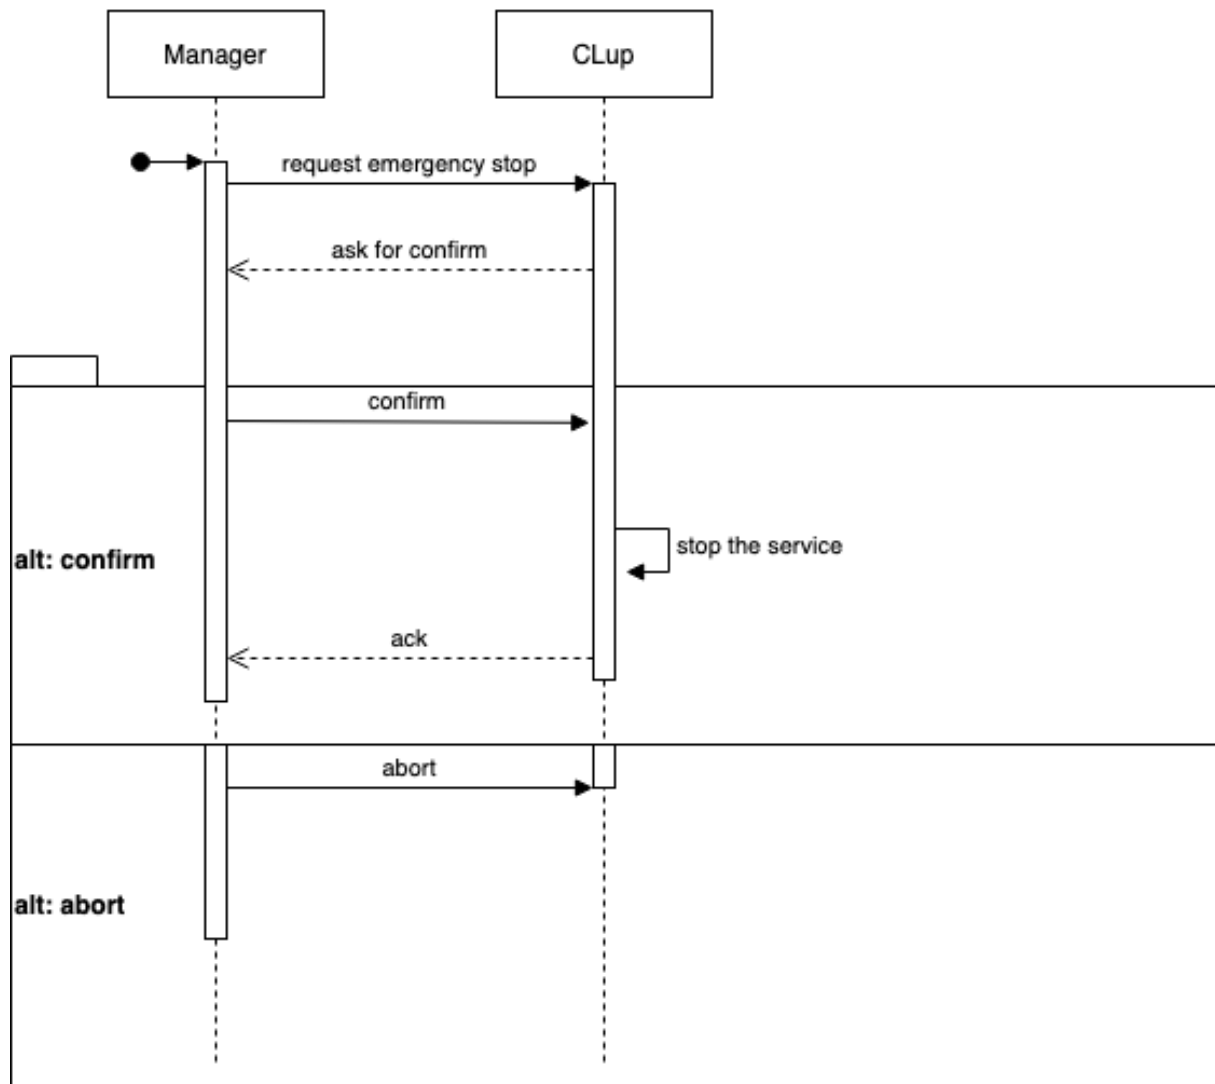 Manager
CLup
request emergency stop
ask for confirm
confirm
stop the service
alt: confirm
ack
abort
alt: abort